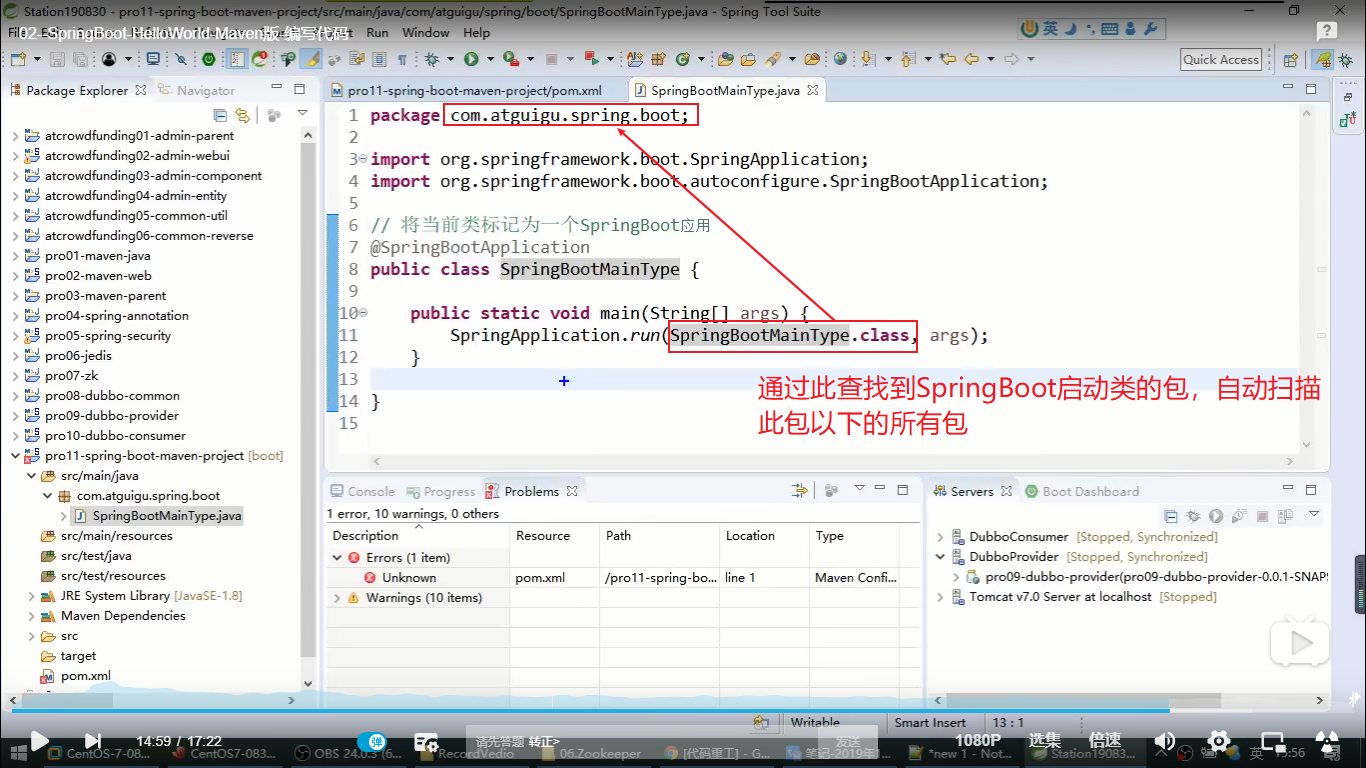 Station190830 - pro11-spring-boot-maven-project/src/main/java/com/atguigu/spring/boot/SpringBootMainType.java - Spring Tool Suite
02 - SpringBoot-HelloWorld-Maven版-编写代码
Run Window Help
英
Quick Access
Package Explorer
Navigator
pro11-spring-boot-maven-project/pom.xml
SpringBootMainType.java
atcrowdfunding01-admin-parent
atcrowdfunding02-admin-webui
atcrowdfunding03-admin-component
atcrowdfunding04-admin-entity
atcrowdfunding05-common-util
atcrowdfunding06-common-reverse
pro01-maven-java
pro02-maven-web
pro03-maven-parent
pro04-spring-annotation
pro05-spring-security
pro06-jedis
pro07-zk
pro08-dubbo-common
pro09-dubbo-provider
pro10-dubbo-consumer
pro11-spring-boot-maven-project [boot]
src/main/java
com.atguigu.spring.boot
SpringBootMainType.java
src/main/resources
src/test/java
src/test/resources
JRE System Library [JavaSE-1.8]
Maven Dependencies
src
target
pom.xml
1 package com.atguigu.spring.boot;
2
3 import org.springframework.boot.SpringApplication;
4 import org.springframework.boot.autoconfigure.SpringBootApplication;
5
6 // 将当前类标记为一个SpringBoot应用
7 @SpringBootApplication
8 public class SpringBootMainType {
9
10 public static void main(String[] args) {
11 SpringApplication.run(SpringBootMainType.class, args);
12 }
13
14 }
15
通过此查找到SpringBoot启动类的包，自动扫描
此包以下的所有包
Console Progress Problems
1 error, 10 warnings, 0 others
Description Resource Path Location Type
Errors (1 item)
Unknown pom.xml /pro11-spring-bo... line 1 Maven Confi...
Warnings (10 items)
Servers Boot Dashboard
DubboConsumer [Stopped, Synchronized]
DubboProvider [Stopped, Synchronized]
pro09-dubbo-provider(pro09-dubbo-provider-0.0.1-SNAPS
Tomcat v7.0 Server at localhost [Stopped]
Writable Smart Insert 13 : 1
14:59 / 17:22
弹
请先答题 转正>
发送
1080P 选集 倍速
CentOS-7-08...
CentOS7-083...
OBS 24.0.3 (6...
RecordVedio
06.Zookeeper
[代码重工] - G...
笔记-2019年1...
*new 1 - Not...
Station19083...
英